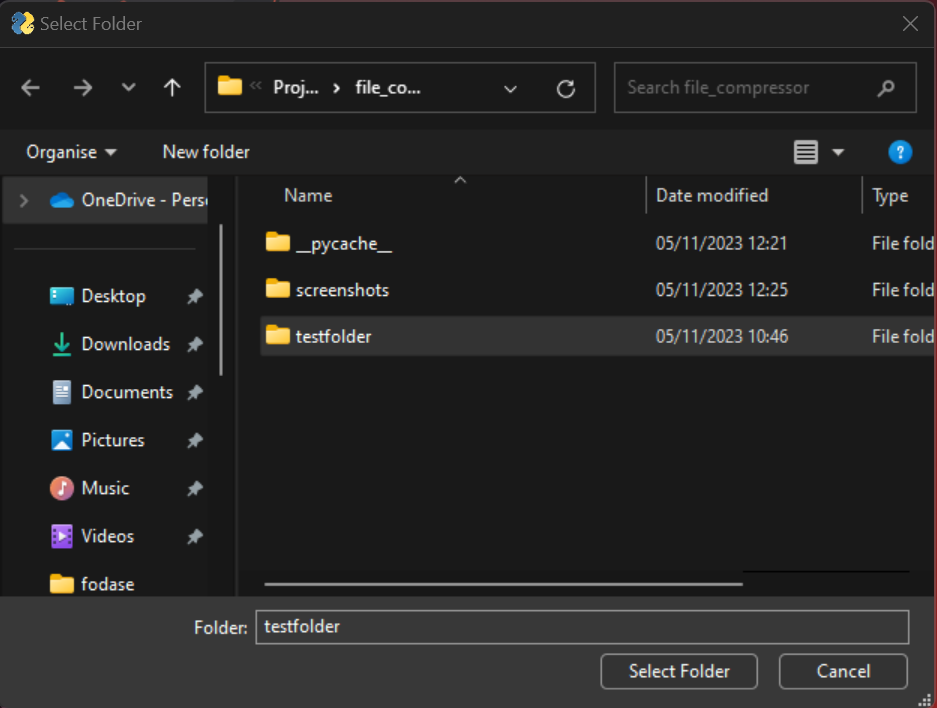 Select Folder
« Proj... › file_co...
Search file_compressor
Organise
New folder
?
Name
Date modified
Type
OneDrive - Perso
__pycache__
05/11/2023 12:21
File fold
screenshots
05/11/2023 12:25
File fold
testfolder
05/11/2023 10:46
File fold
Desktop
Downloads
Documents
Pictures
Music
Videos
fodase
Folder: testfolder
Select Folder
Cancel